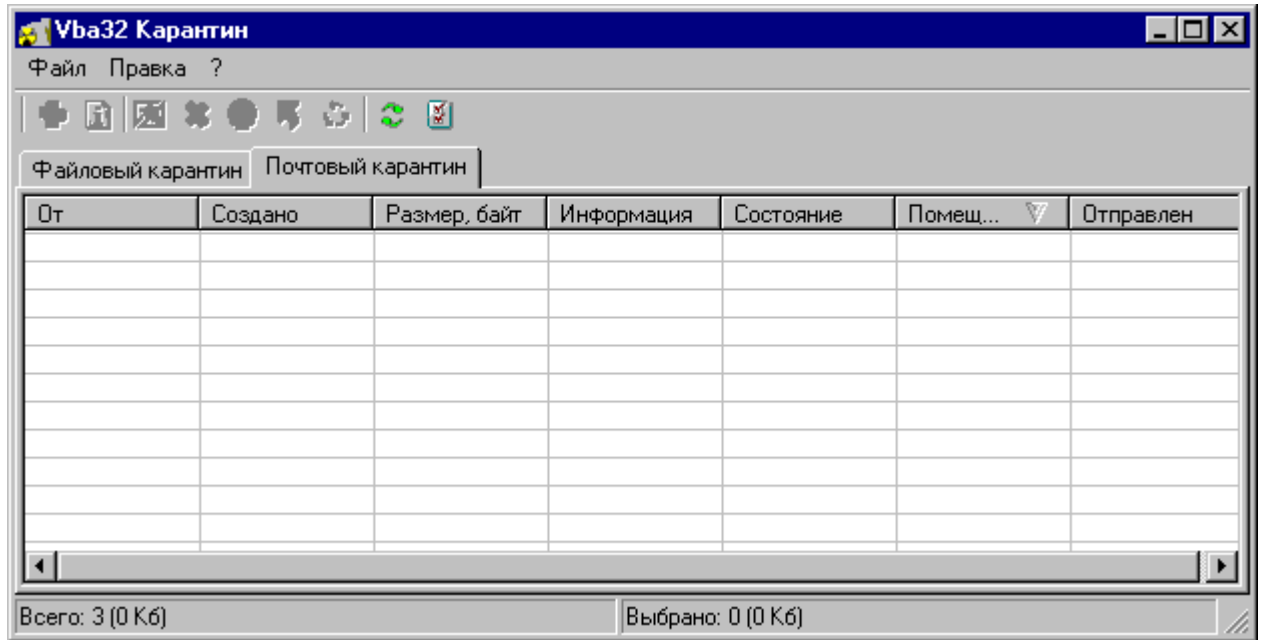 Vba32 Карантин
Файл Правка ?
Файловый карантин Почтовый карантин
От Создано Размер, байт Информация Состояние Помещ... Отправлен
Всего: 3 (0 Кб) Выбрано: 0 (0 Кб)